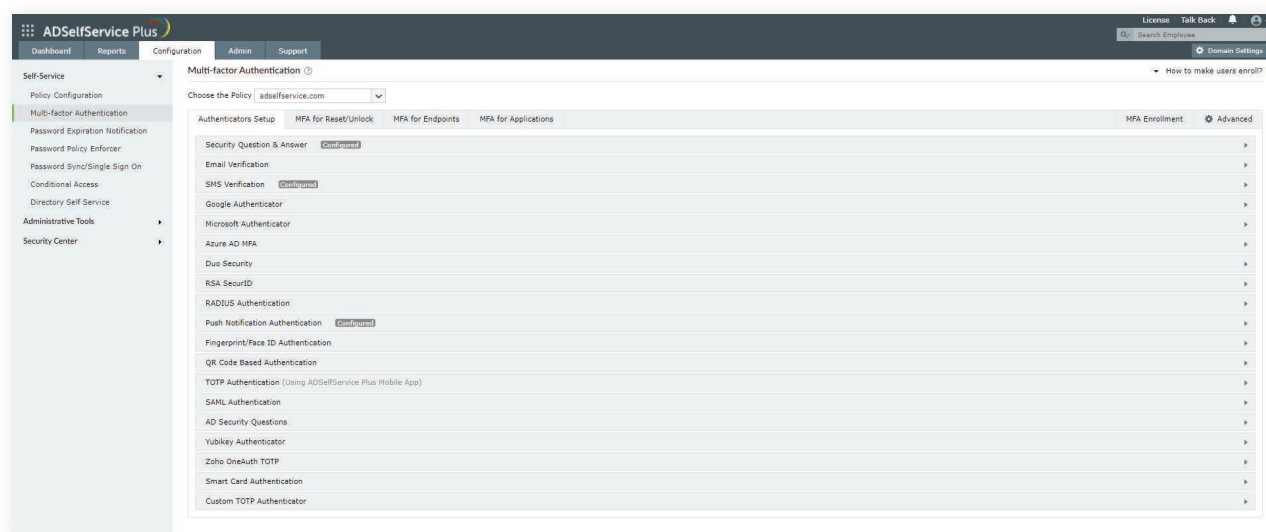 License Talk Back
ADSelfService Plus
Search Employee
Dashboard Reports Configuration Admin Support
Domain Settings
Self-Service
Policy Configuration
Multi-factor Authentication
Password Expiration Notification
Password Policy Enforcer
Password Sync/Single Sign On
Conditional Access
Directory Self Service
Administrative Tools
Security Center
Multi-factor Authentication ?
How to make users enroll?
Choose the Policy adselfservice.com
Authenticators Setup MFA for Reset/Unlock MFA for Endpoints MFA for Applications MFA Enrollment Advanced
Security Question & Answer Configured
Email Verification
SMS Verification Configured
Google Authenticator
Microsoft Authenticator
Azure AD MFA
Duo Security
RSA SecurID
RADIUS Authentication
Push Notification Authentication Configured
Fingerprint/Face ID Authentication
QR Code Based Authentication
TOTP Authentication (Using ADSelfService Plus Mobile App)
SAML Authentication
AD Security Questions
Yubikey Authenticator
Zoho OneAuth TOTP
Smart Card Authentication
Custom TOTP Authenticator